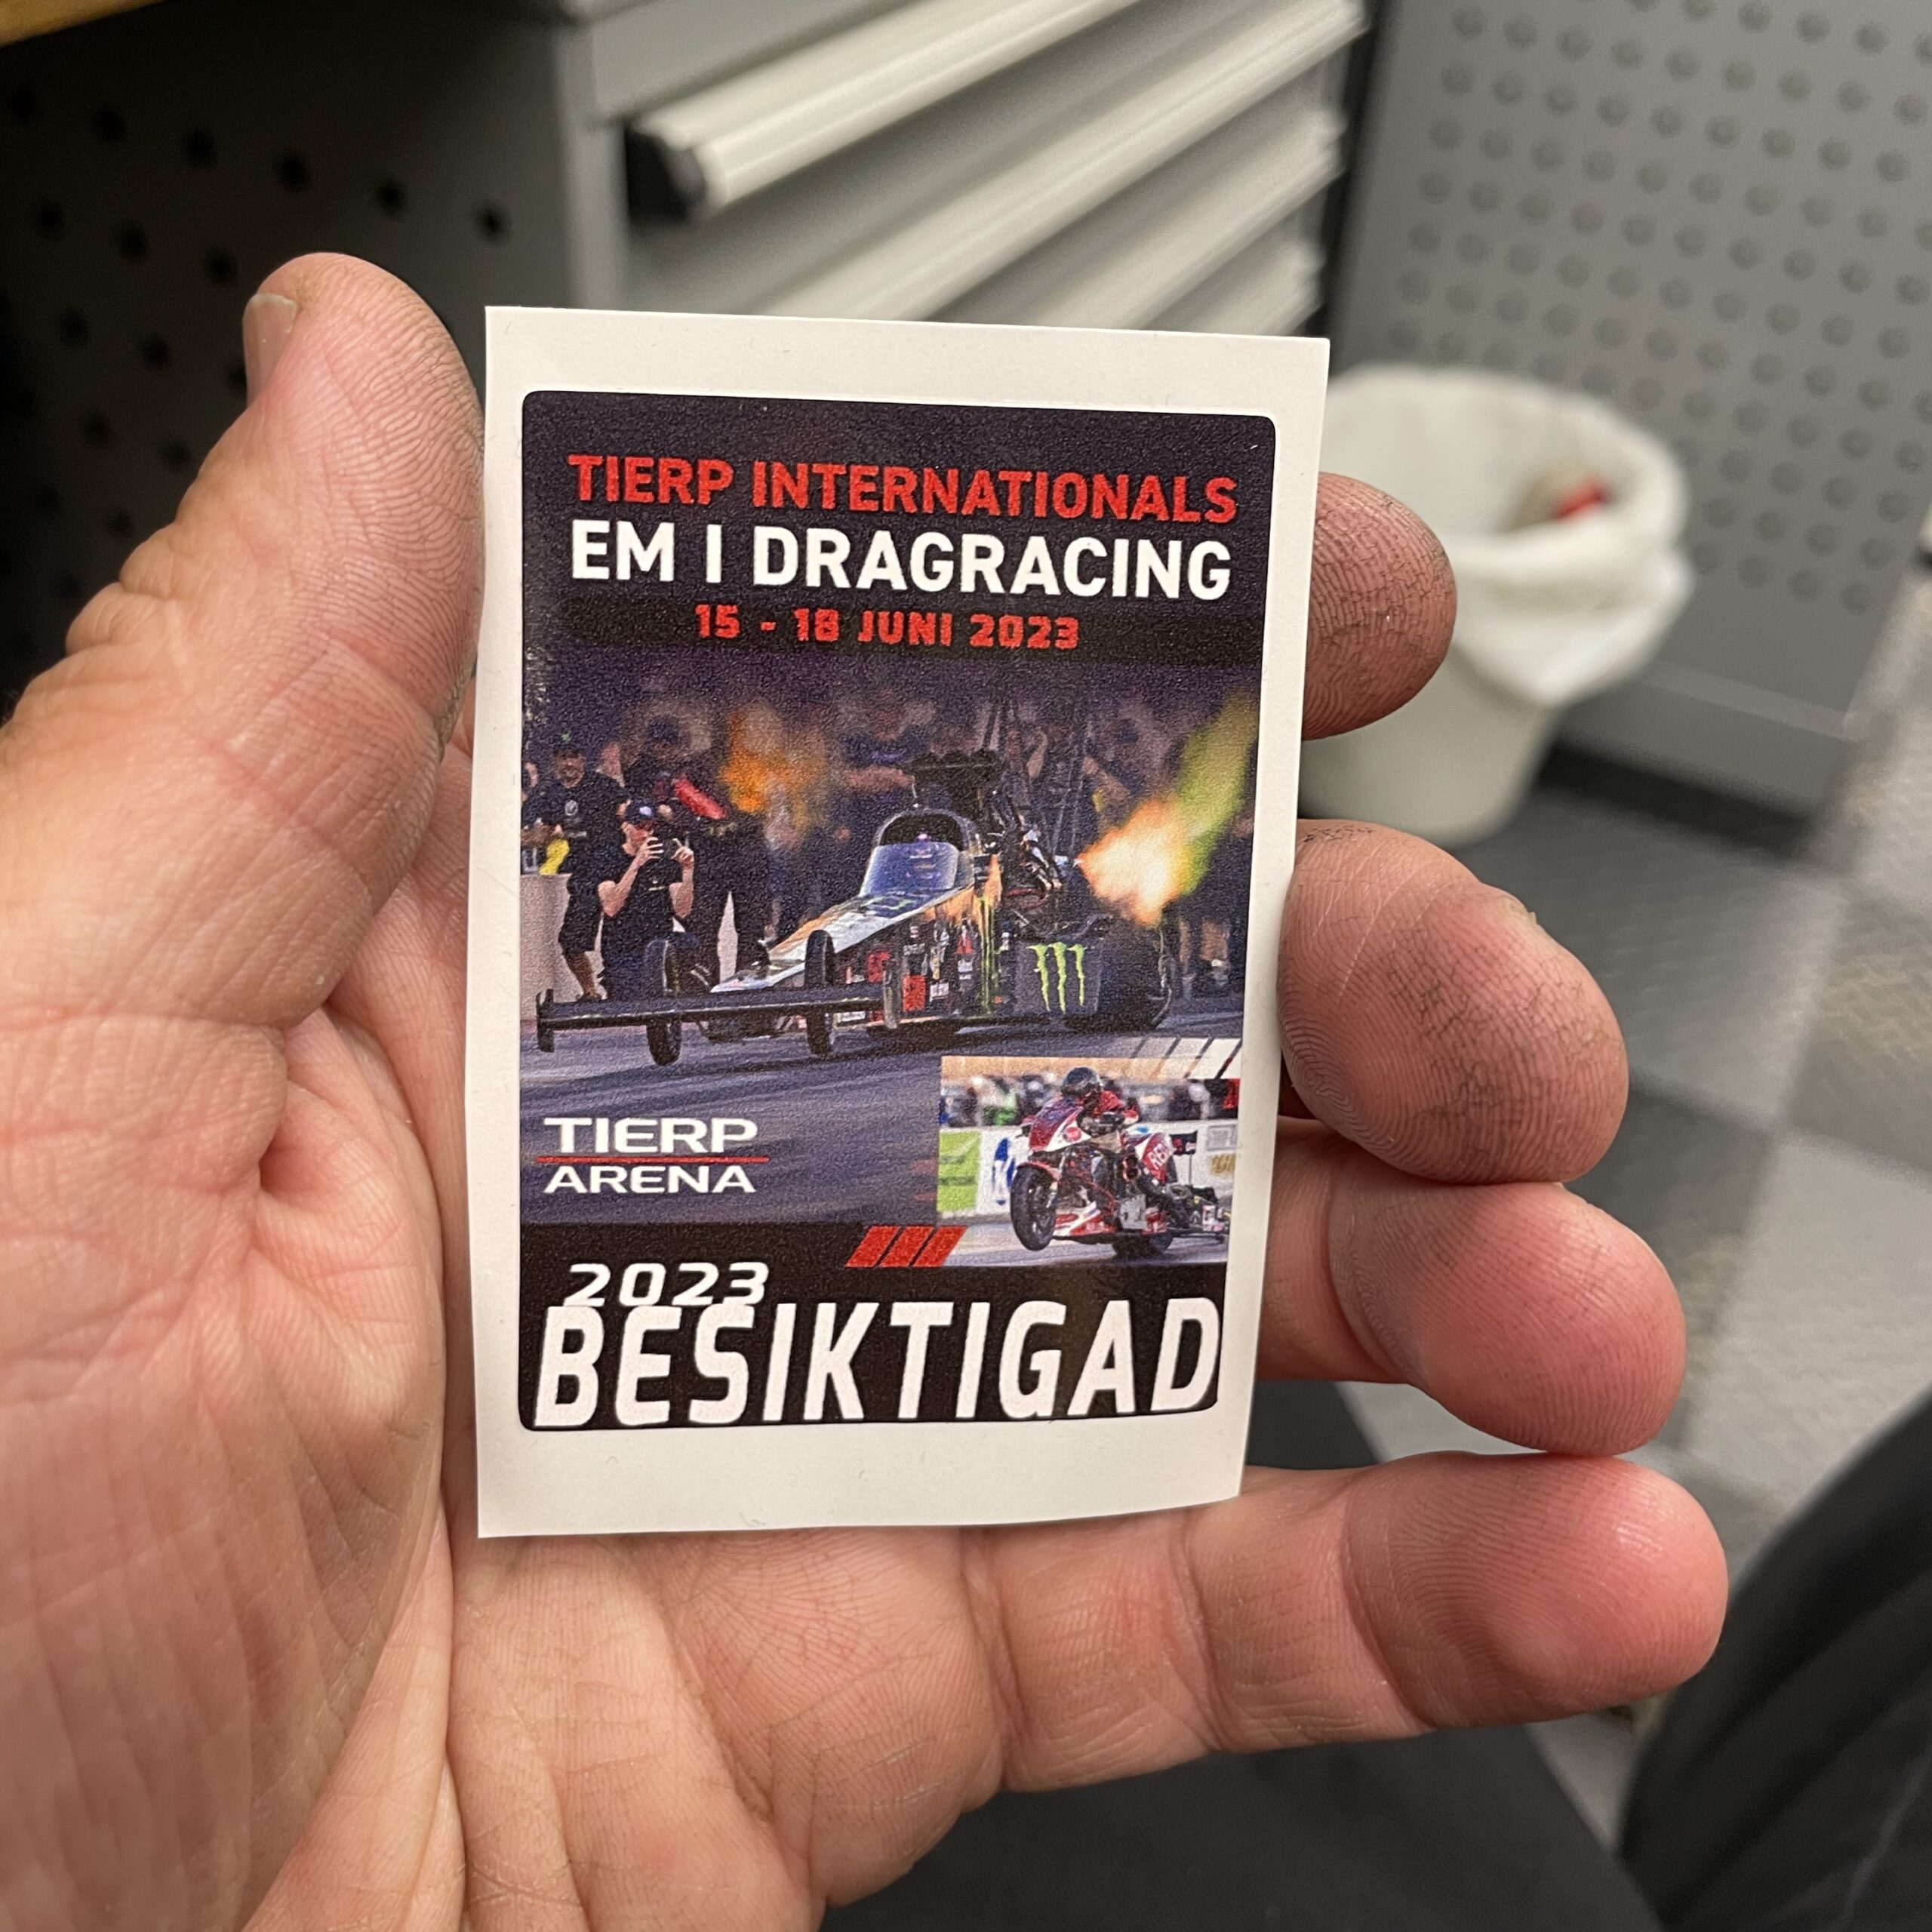 TIERP INTERNATIONALS
EM I DRAGRACING
15 - 18 JUNI 2023
TIERP
ARENA
2023
BESIKTIGAD